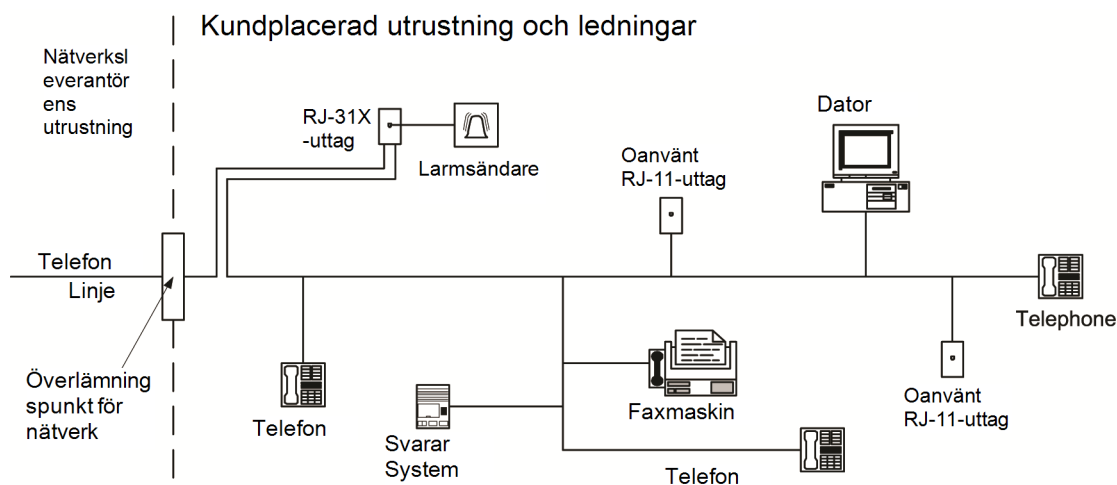 Kundplacerad utrustning och ledningar
Nätverksl
everantör
ens
utrustning
RJ-31X
-uttag
Larmsändare
Oanvänt
RJ-11-uttag
Dator
Telefon
Linje
Telephone
Överlämning
spunkt för
nätverk
Telefon
Svarar
System
Faxmaskin
Telefon
Oanvänt
RJ-11-uttag